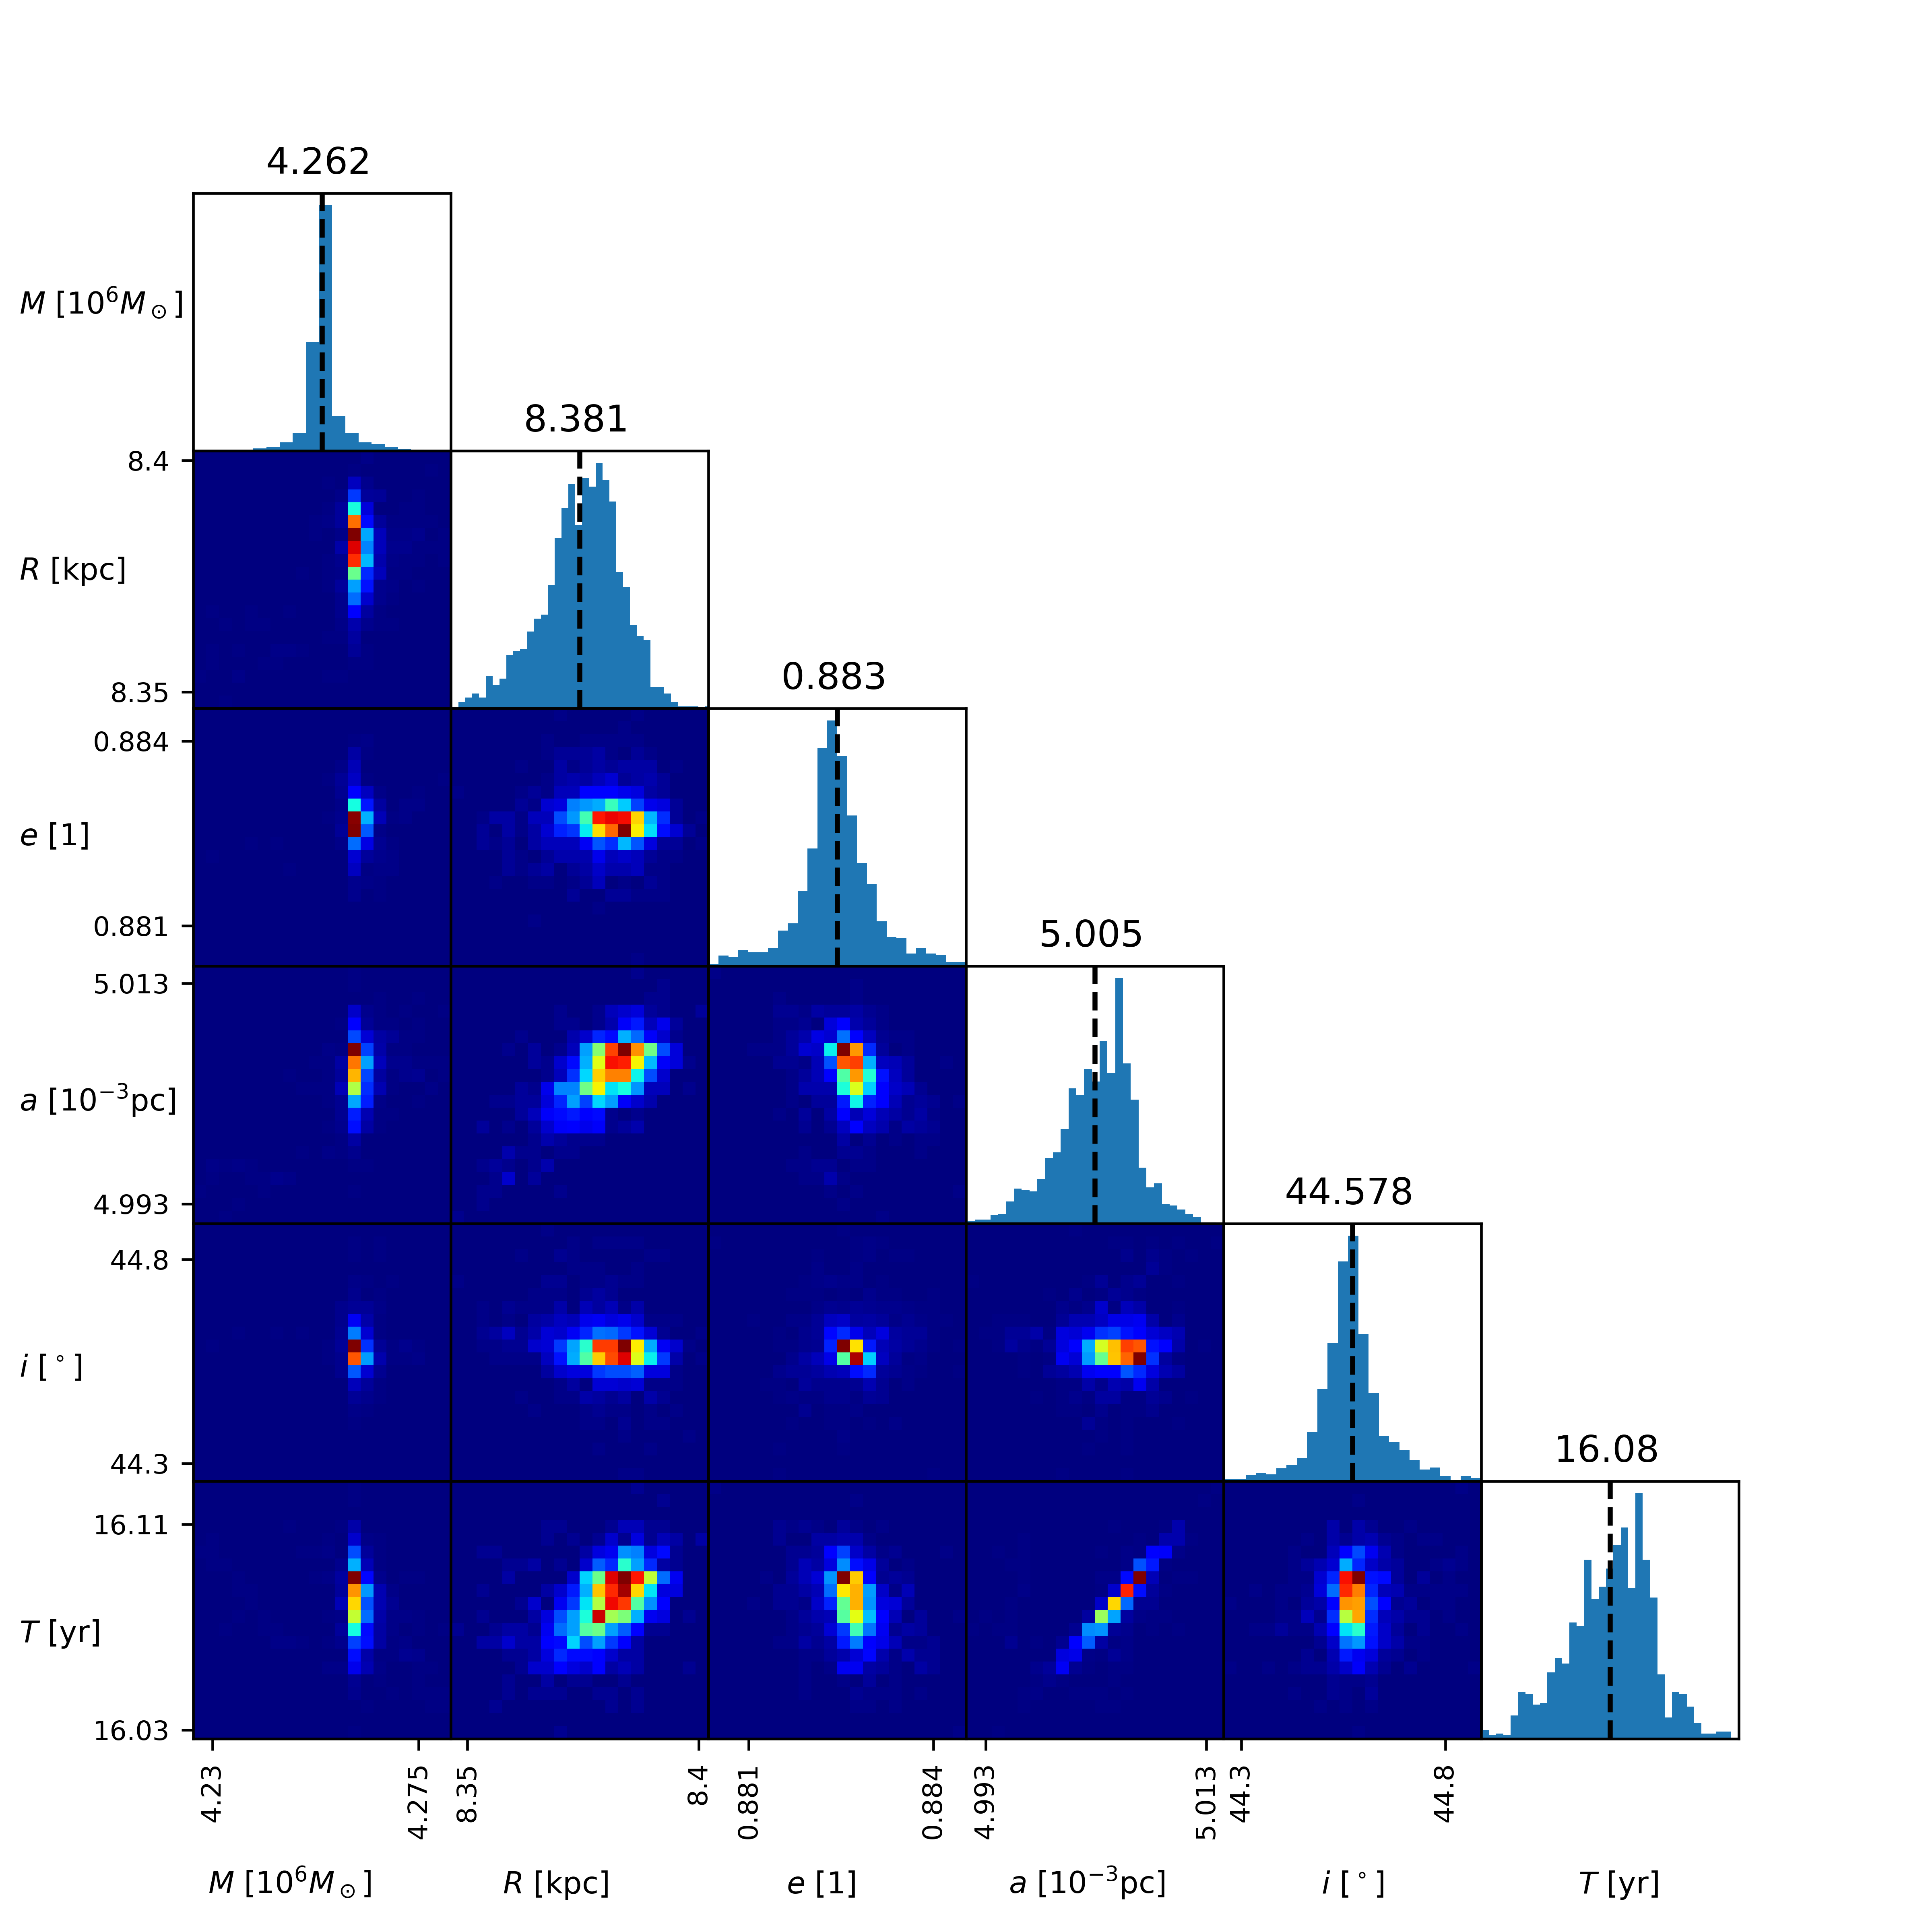 4.262
M [10⁶M⊙]
8.381
8.4
R [kpc]
8.35
0.883
0.884
e [1]
0.881
5.005
5.013
a [10⁻³pc]
4.993
44.578
44.8
i [°]
44.3
16.08
16.11
T [yr]
16.03
4.23 4.275 8.35 8.4 0.881 0.884 4.993 5.013 44.3 44.8
M [10⁶M⊙] R [kpc] e [1] a [10⁻³pc] i [°] T [yr]